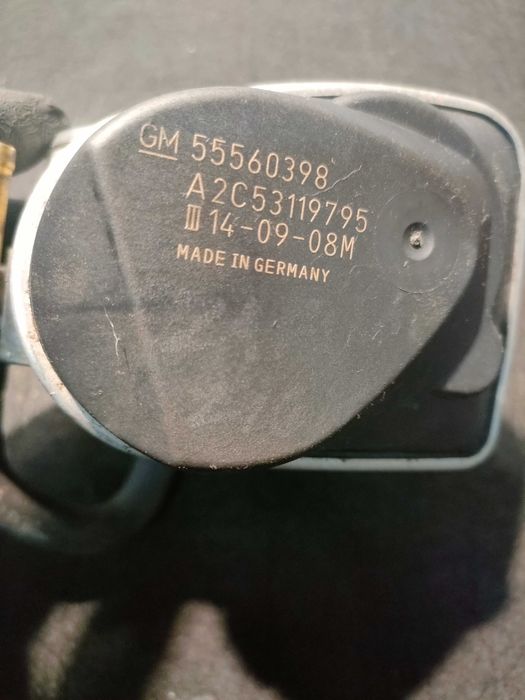 GM 55560398
A2C53119795
III 14-09-08M
MADE IN GERMANY